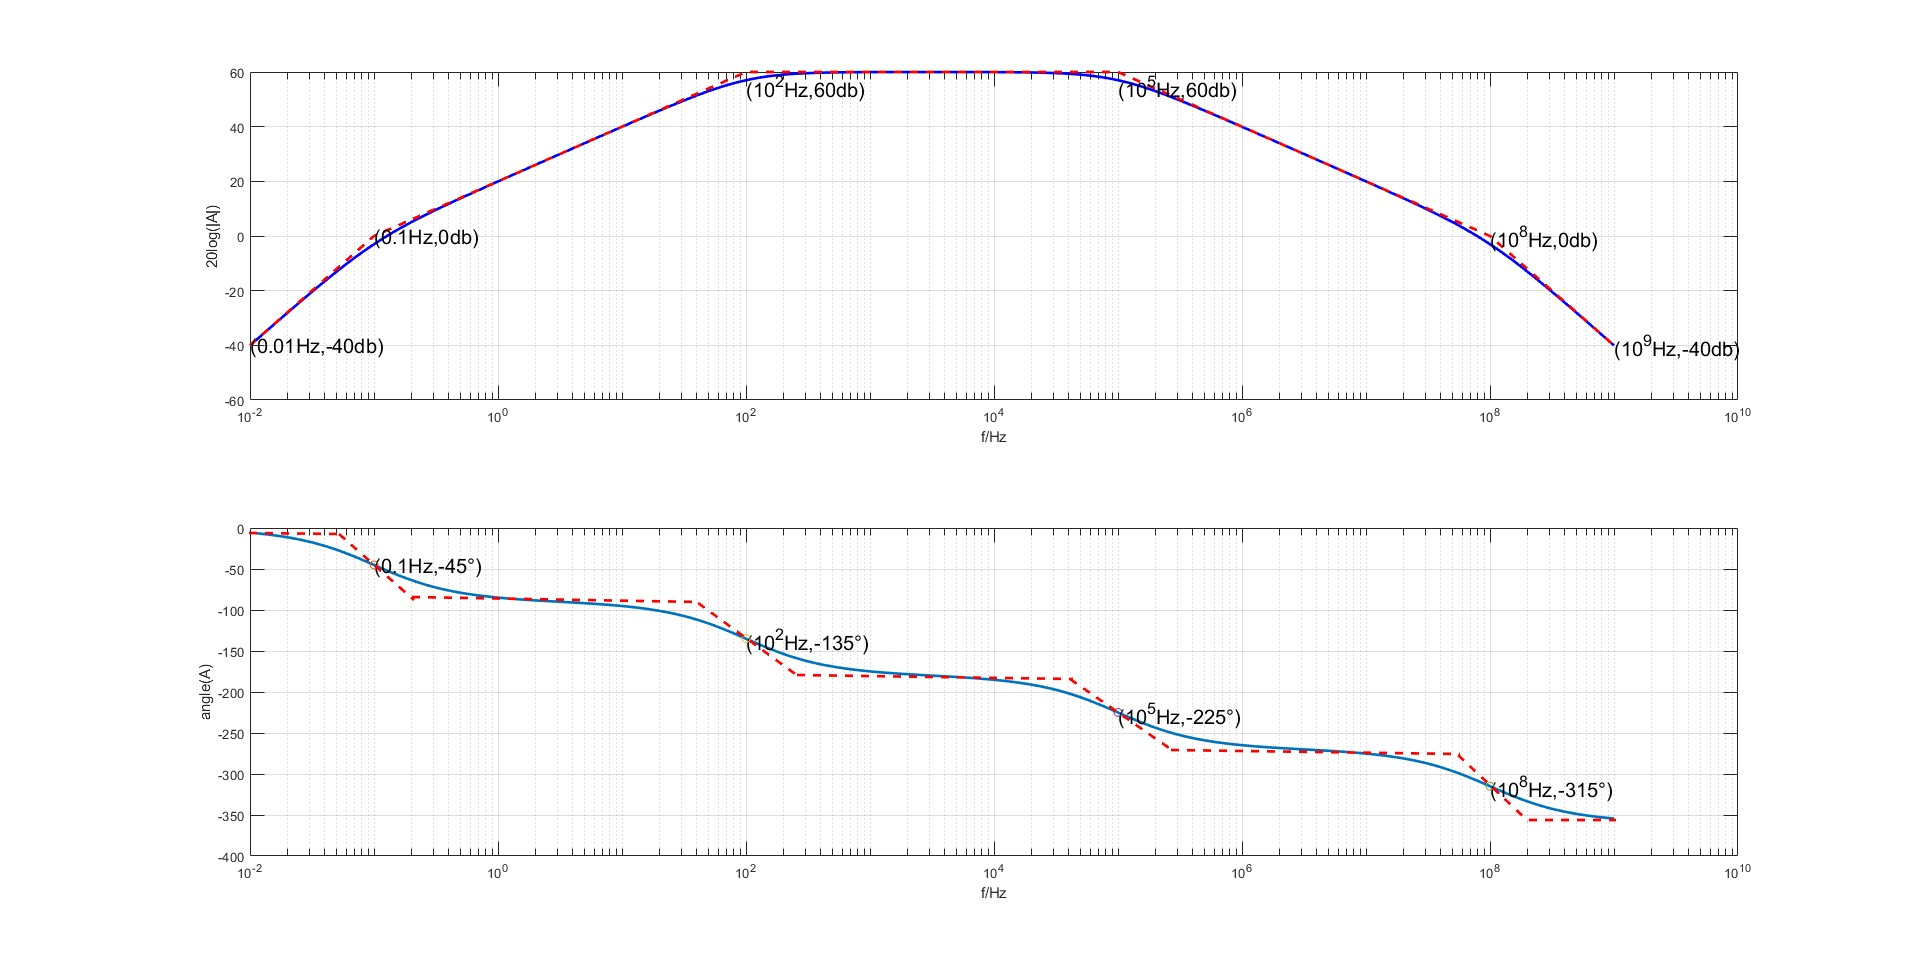 60
40
20
0
-20
-40
-60
20log(|A|)
(10²Hz,60db)
(10⁵Hz,60db)
(0.1Hz,0db)
(10⁸Hz,0db)
(0.01Hz,-40db)
(10⁹Hz,-40db)
10⁻² 10⁰ 10² 10⁴ 10⁶ 10⁸ 10¹⁰
f/Hz
0
-50
-100
-150
-200
-250
-300
-350
-400
angle(A)
(0.1Hz,-45°)
(10²Hz,-135°)
(10⁵Hz,-225°)
(10⁸Hz,-315°)
10⁻² 10⁰ 10² 10⁴ 10⁶ 10⁸ 10¹⁰
f/Hz